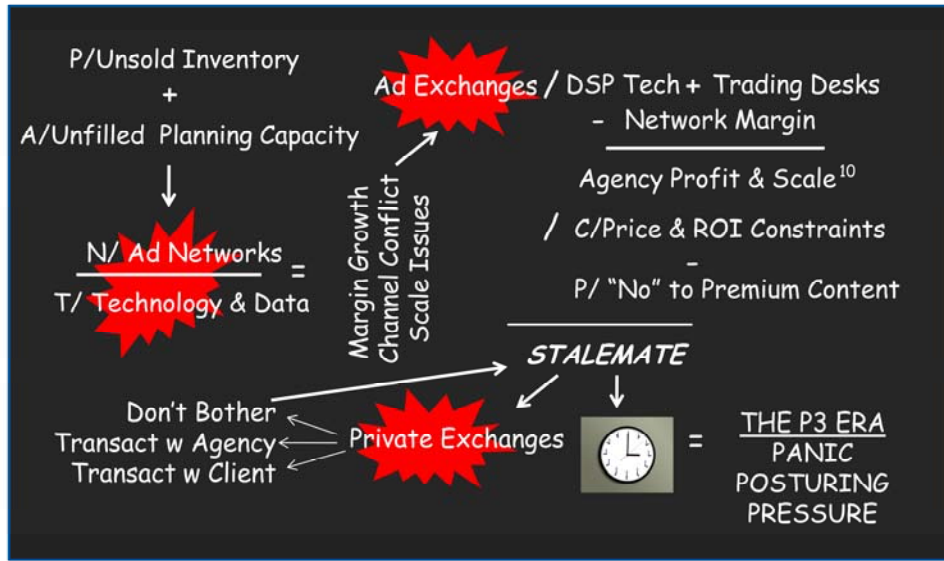 P/Unsold Inventory
+
A/Unfilled Planning Capacity
N/ Ad Networks
T/ Technology & Data
=
Margin Growth
Channel Conflict
Scale Issues
Ad Exchanges / DSP Tech + Trading Desks
- Network Margin
Agency Profit & Scale¹⁰
/ C/Price & ROI Constraints
-
P/ “No” to Premium Content
STALEMATE
Private Exchanges
Don’t Bother
Transact w Agency
Transact w Client
=
THE P3 ERA
PANIC
POSTURING
PRESSURE